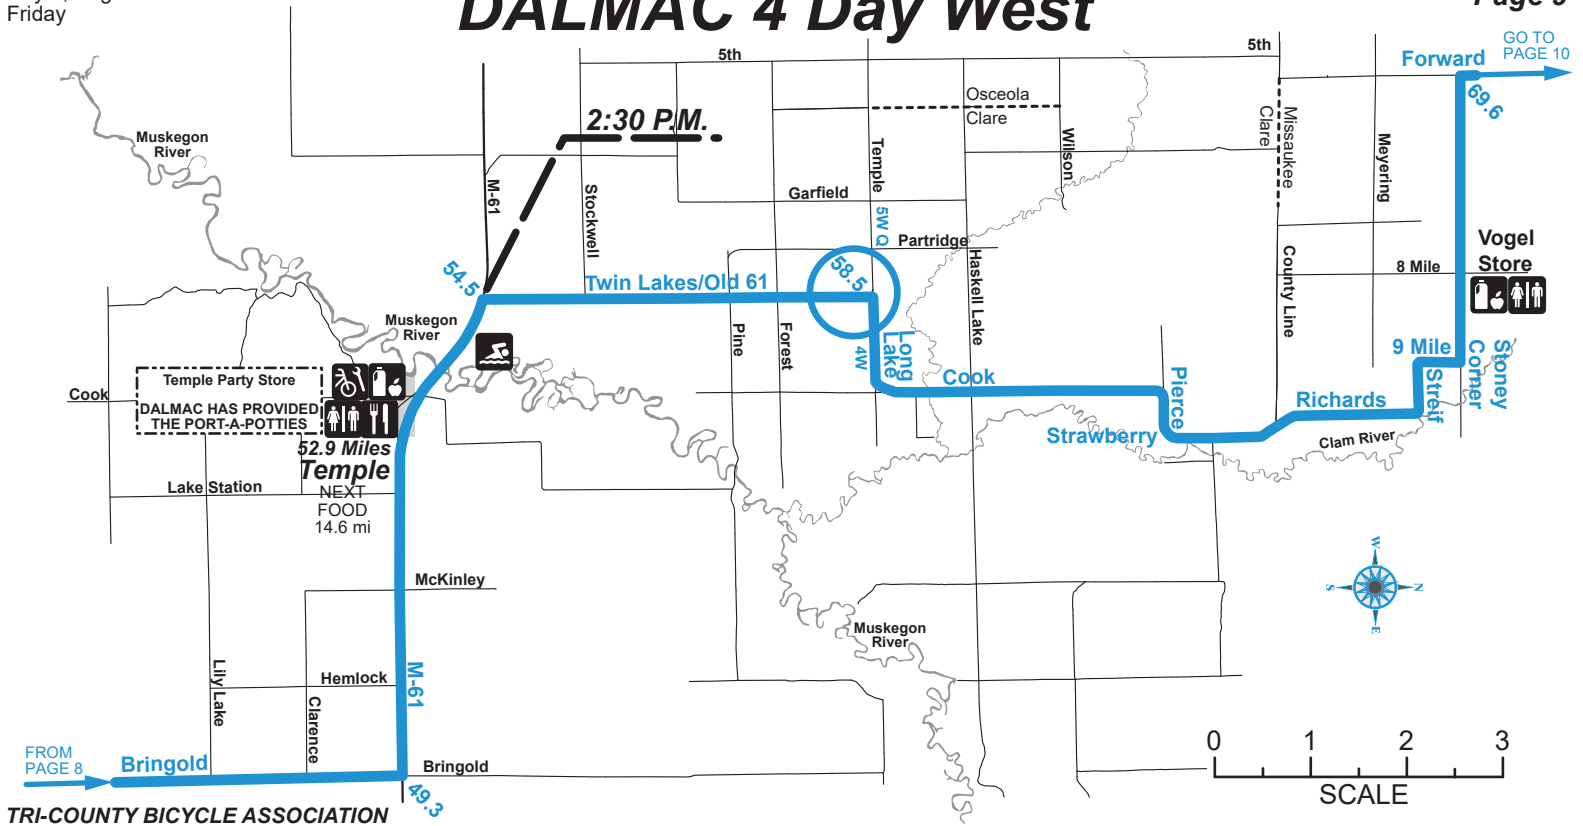 Friday
DALMAC 4 Day West
GO TO
PAGE 10
5th
5th
Forward
69.6
Osceola
Clare
Missaukee
Clare
2:30 P.M.
Muskegon
River
M-61
Stockwell
Temple
Wilson
Meyering
Garfield
5W Q
Partridge
Haskell Lake
County Line
Vogel
Store
8 Mile
54.5
Twin Lakes/Old 61
58.5
Muskegon
River
Pine
Forest
4W
Long
Lake
Cook
Pierce
9 Mile
Streif
Stoney
Corner
Richards
Strawberry
Clam River
Cook
Temple Party Store
DALMAC HAS PROVIDED
THE PORT-A-POTTIES
52.9 Miles
Temple
NEXT
FOOD
14.6 mi
Lake Station
McKinley
W
S
N
E
Muskegon
River
Lily Lake
Hemlock
Clarence
M-61
FROM
PAGE 8
Bringold
Bringold
49.3
0 1 2 3
SCALE
TRI-COUNTY BICYCLE ASSOCIATION